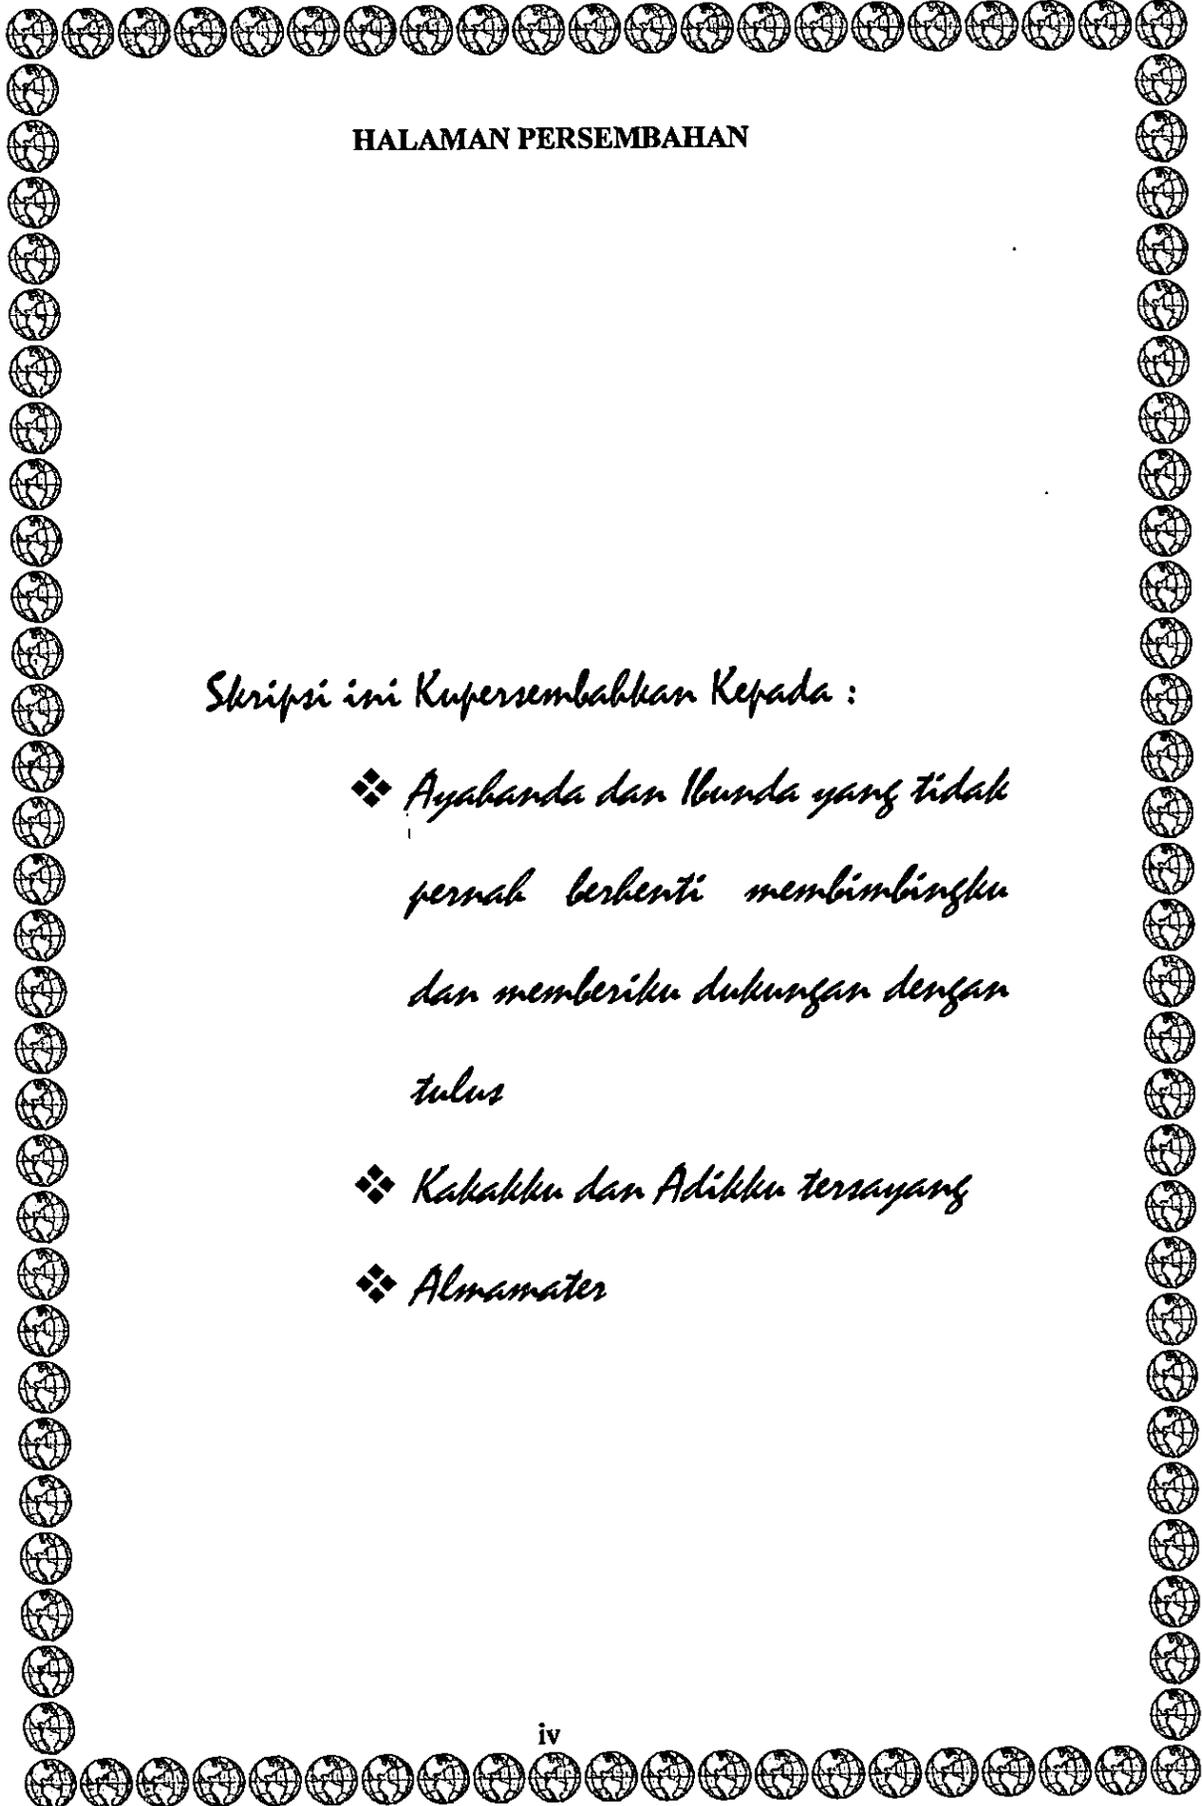 HALAMAN PERSEMBAHAN
Skripsi ini Kupersembahkan Kepada :
❖ Ayahanda dan Ibunda yang tidak
pernah berhenti membimbingku
dan memberiku dukungan dengan
tulus
❖ Kakakku dan Adikku tersayang
❖ Almamater
iv